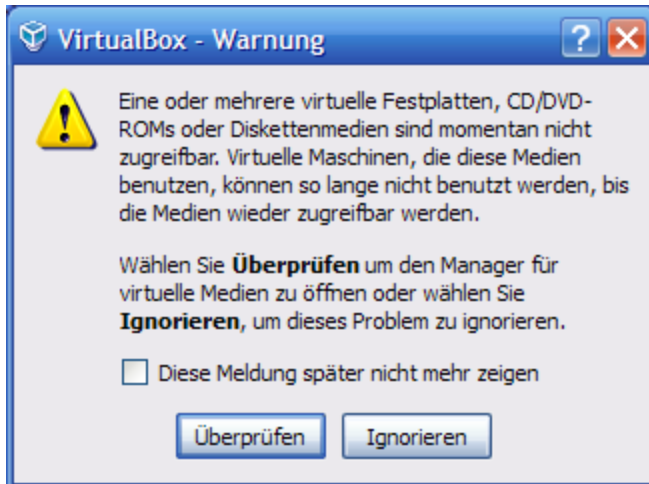 VirtualBox - Warnung
Eine oder mehrere virtuelle Festplatten, CD/DVD-
ROMs oder Diskettenmedien sind momentan nicht
zugreifbar. Virtuelle Maschinen, die diese Medien
benutzen, können so lange nicht benutzt werden, bis
die Medien wieder zugreifbar werden.
Wählen Sie Überprüfen um den Manager für
virtuelle Medien zu öffnen oder wählen Sie
Ignorieren, um dieses Problem zu ignorieren.
Diese Meldung später nicht mehr zeigen
Überprüfen Ignorieren